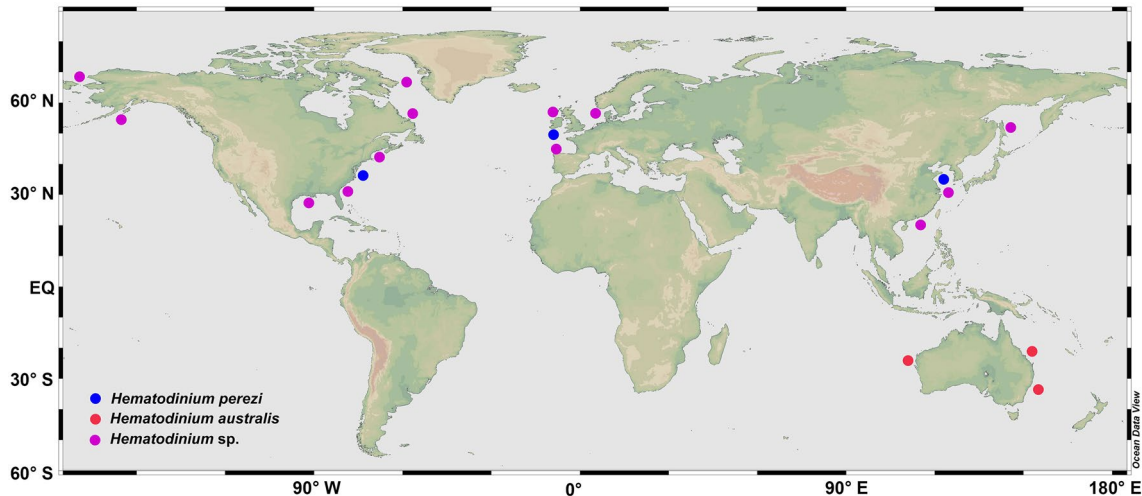 60° N
30° N
EQ
30° S
60° S
Hematodinium perezi
Hematodinium australis
Hematodinium sp.
90° W
0°
90° E
180° E
Ocean Data View